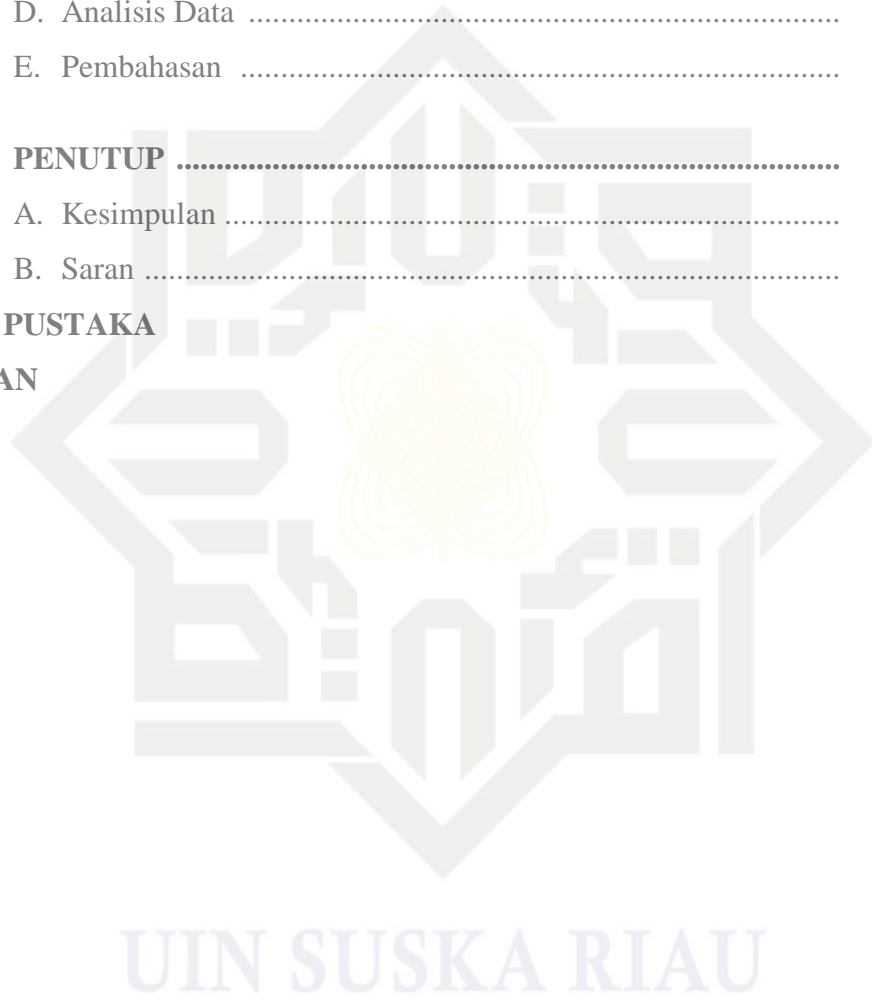 D. Analisis Data ..........................................................................
E. Pembahasan ...........................................................................
PENUTUP ...................................................................................
A. Kesimpulan .............................................................................
B. Saran .......................................................................................
PUSTAKA
AN
UIN SUSKA RIAU